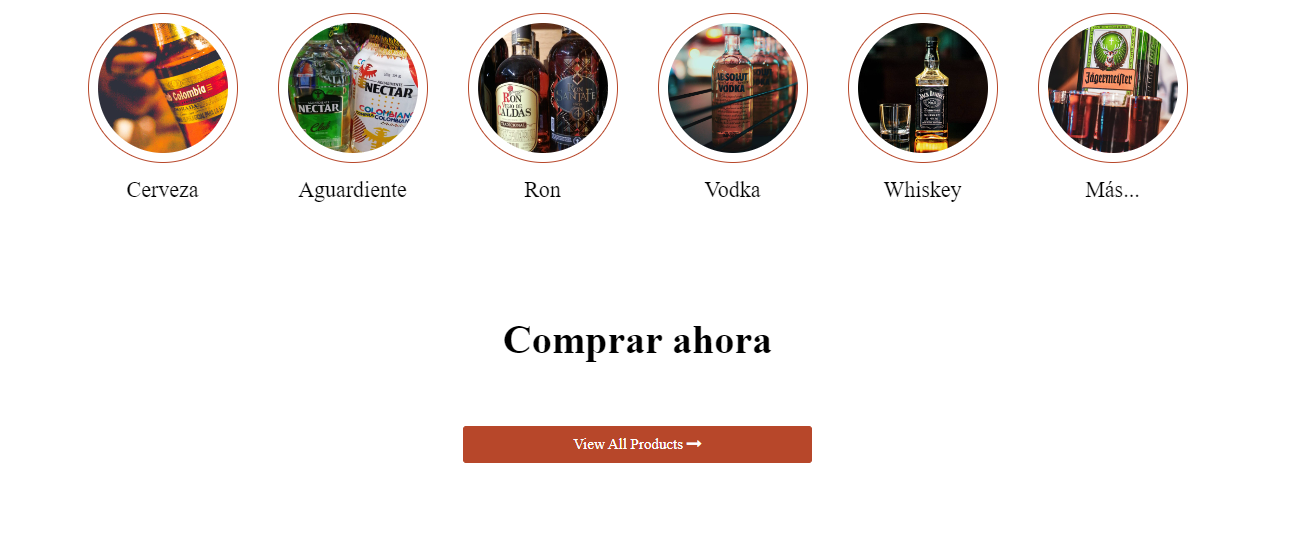 Colombia
NECTAR
NECTAR
COLOMBIANO
RON
VIEJO DE
CALDAS
TRADICIONAL
ABSOLUT
VODKA
JACK DANIEL'S
Jägermeister
Cerveza
Aguardiente
Ron
Vodka
Whiskey
Más...
Comprar ahora
View All Products